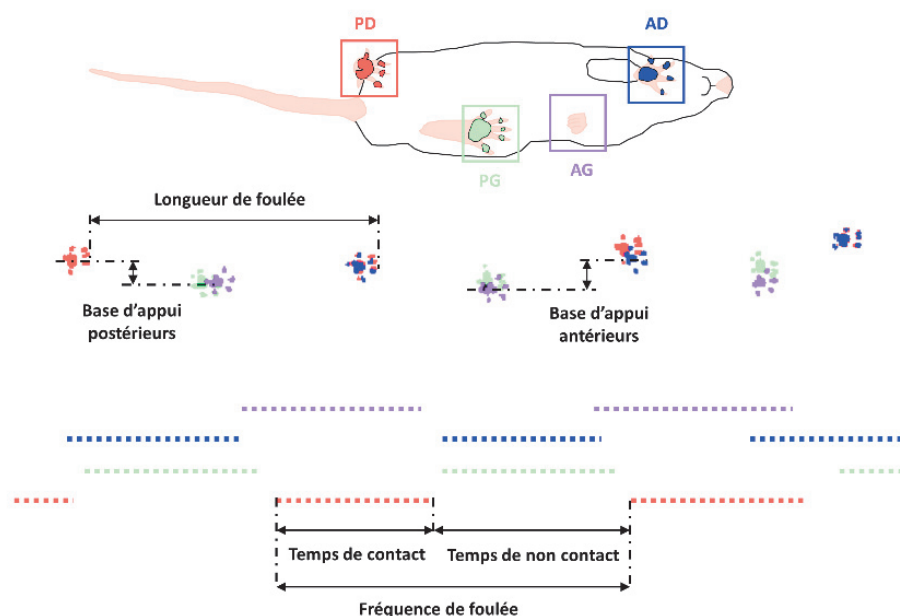 PD
AD
PG
AG
Longueur de foulée
Base d'appui
postérieurs
Base d'appui
antérieurs
Temps de contact
Temps de non contact
Fréquence de foulée